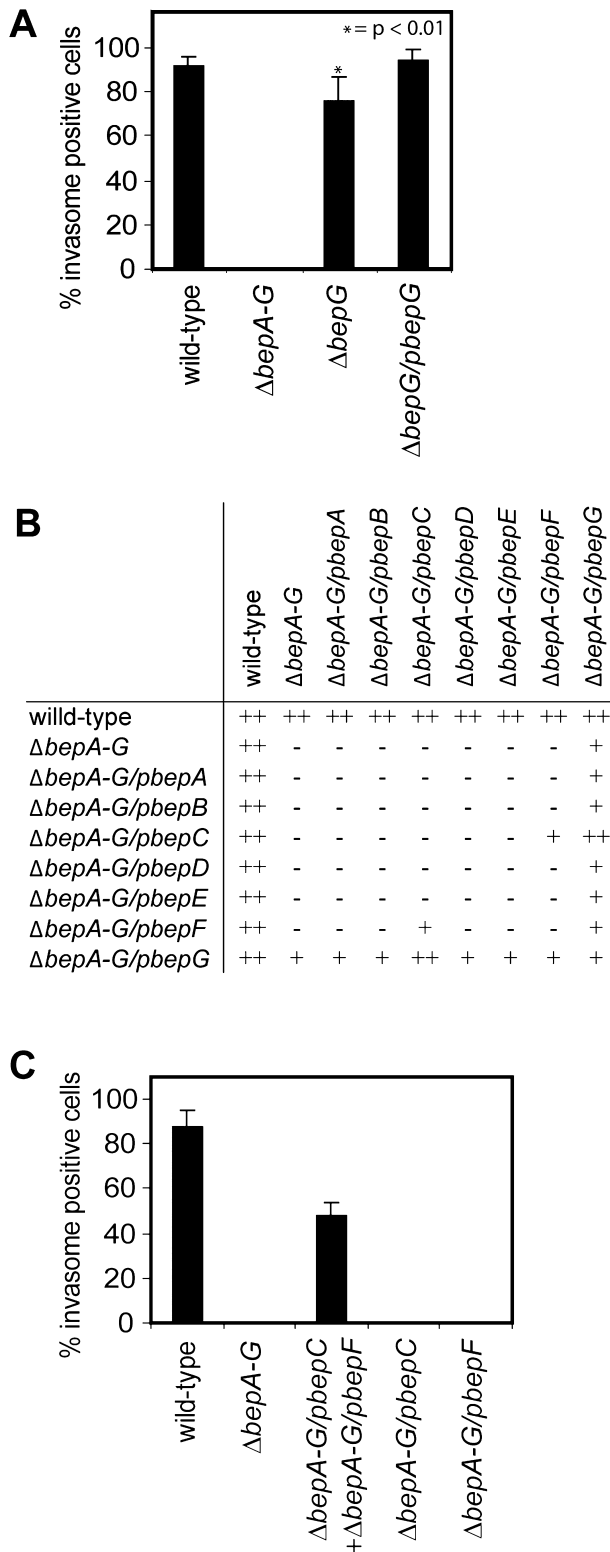 A
* = p < 0.01
% invasome positive cells
100
80
60
40
20
0
*
wild-type
ΔbepA-G
ΔbepG
ΔbepG/pbepG
B
wild-type ΔbepA-G ΔbepA-G/pbepA ΔbepA-G/pbepB ΔbepA-G/pbepC ΔbepA-G/pbepD ΔbepA-G/pbepE ΔbepA-G/pbepF ΔbepA-G/pbepG
willd-type ++ ++ ++ ++ ++ ++ ++ ++ ++
ΔbepA-G ++ - - - - - - - +
ΔbepA-G/pbepA ++ - - - - - - - +
ΔbepA-G/pbepB ++ - - - - - - - +
ΔbepA-G/pbepC ++ - - - - - - + ++
ΔbepA-G/pbepD ++ - - - - - - - +
ΔbepA-G/pbepE ++ - - - - - - - +
ΔbepA-G/pbepF ++ - - - + - - - +
ΔbepA-G/pbepG ++ + + + ++ + + + +
C
% invasome positive cells
100
80
60
40
20
0
wild-type
ΔbepA-G
ΔbepA-G/pbepC
+ΔbepA-G/pbepF
ΔbepA-G/pbepC
ΔbepA-G/pbepF